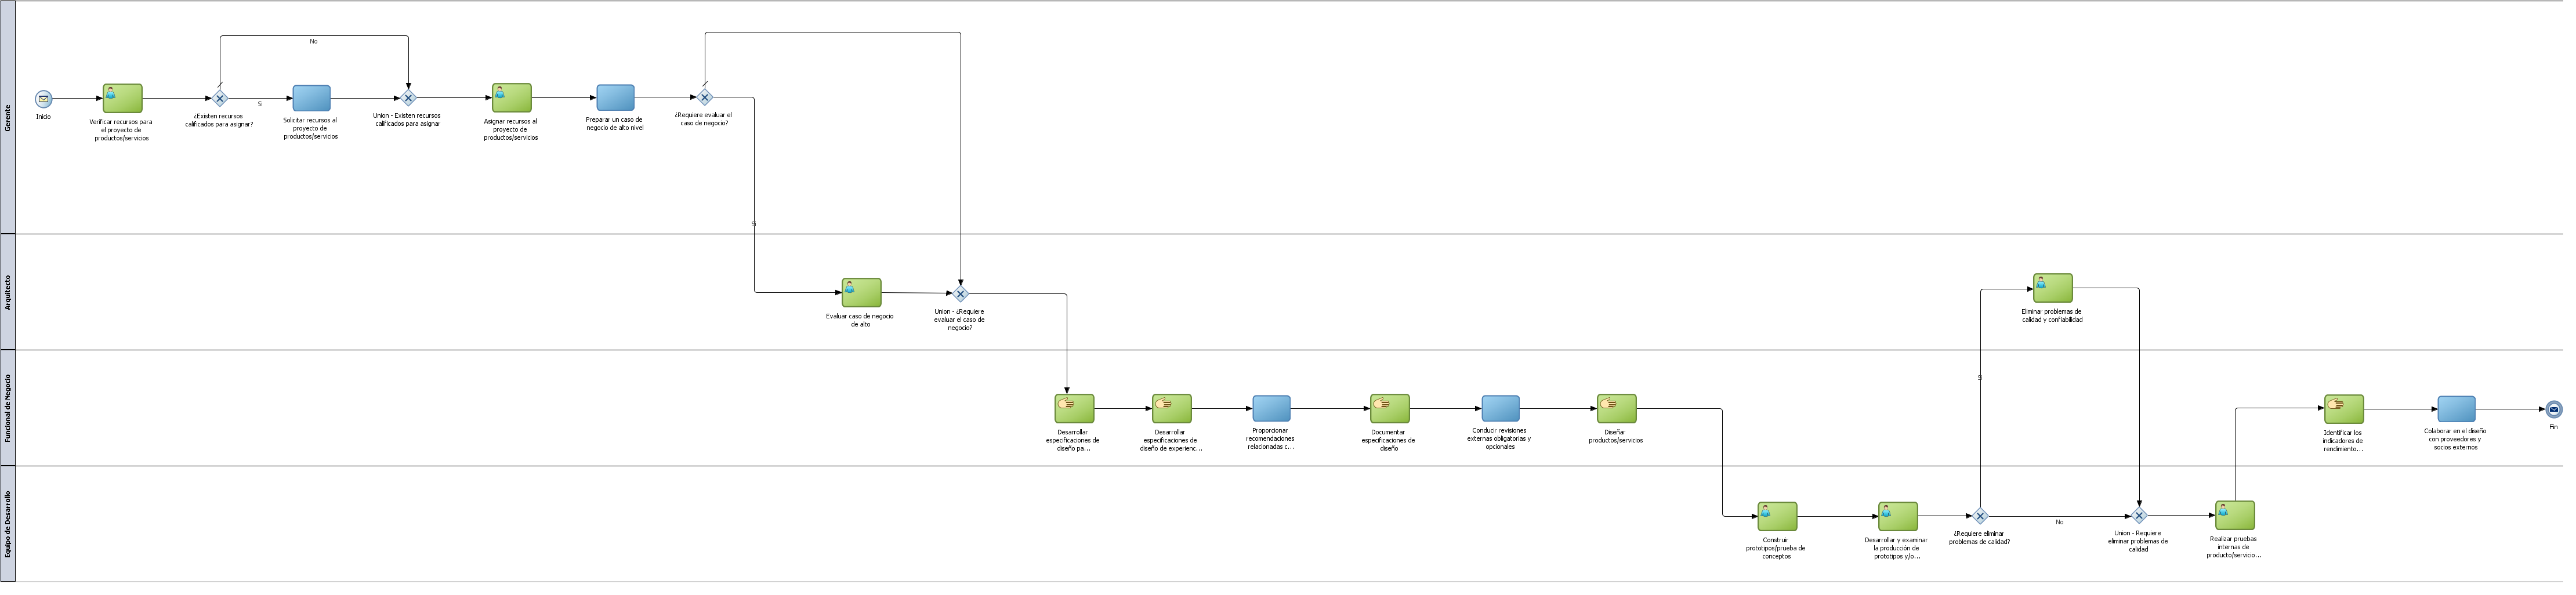 Gerente
No
Si
Inicio
Verificar recursos para
el proyecto de
productos/servicios
¿Existen recursos
calificados para asignar?
Solicitar recursos al
proyecto de
productos/servicios
Union - Existen recursos
calificados para asignar
Asignar recursos al
proyecto de
productos/servicios
Preparar un caso de
negocio de alto nivel
¿Requiere evaluar el
caso de negocio?
Si
Arquitecto
Evaluar caso de negocio
de alto
Union - ¿Requiere
evaluar el caso de
negocio?
Eliminar problemas de
calidad y confiabilidad
Funcional de Negocio
Desarrollar
especificaciones de
diseño pa...
Desarrollar
especificaciones de
diseño de experienc...
Proporcionar
recomendaciones
relacionadas c...
Documentar
especificaciones de
diseño
Conducir revisiones
externas obligatorias y
opcionales
Diseñar
productos/servicios
Si
Identificar los
indicadores de
rendimiento...
Colaborar en el diseño
con proveedores y
socios externos
Fin
Equipo de Desarrollo
Construir
prototipos/prueba de
conceptos
Desarrollar y examinar
la producción de
prototipos y/o...
¿Requiere eliminar
problemas de calidad?
No
Union - Requiere
eliminar problemas de
calidad
Realizar pruebas
internas de
producto/servicio...